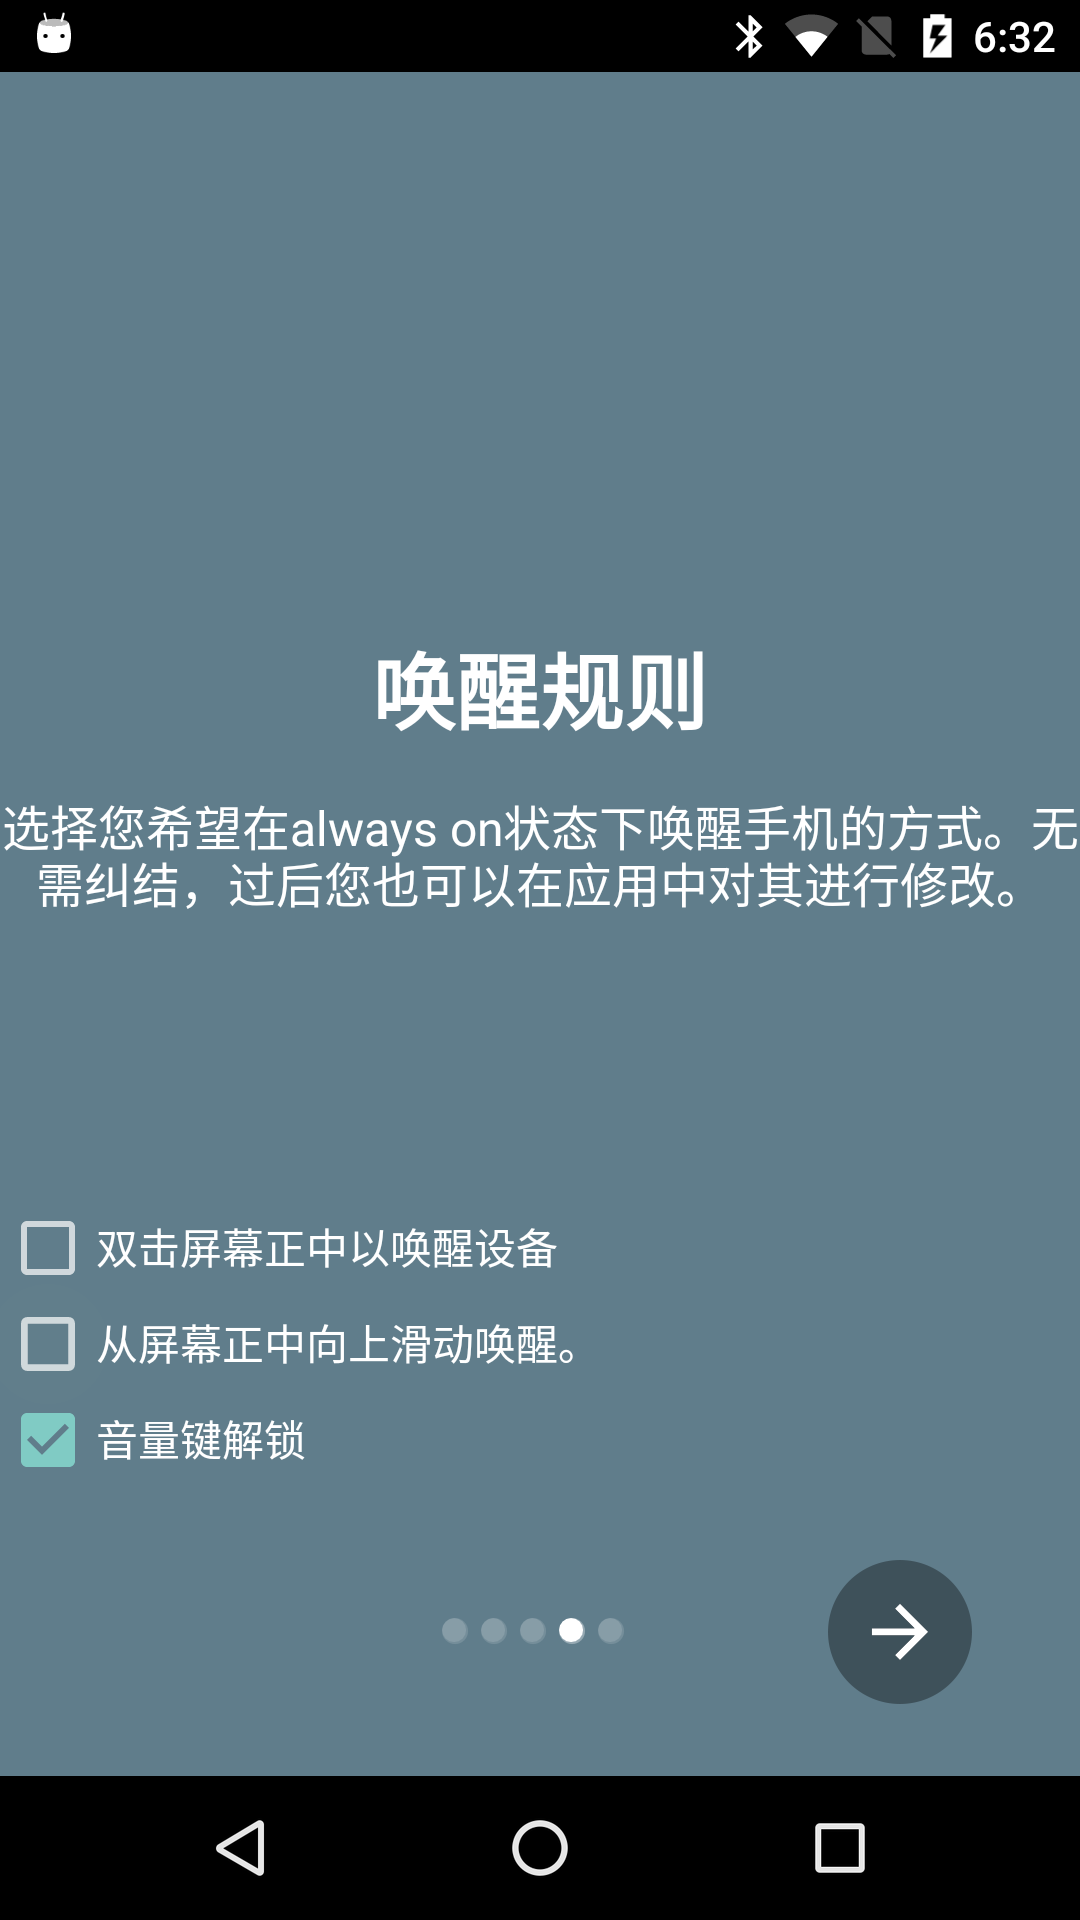 6:32
唤醒规则
选择您希望在always on状态下唤醒手机的方式。无
需纠结，过后您也可以在应用中对其进行修改。
双击屏幕正中以唤醒设备
从屏幕正中向上滑动唤醒。
音量键解锁